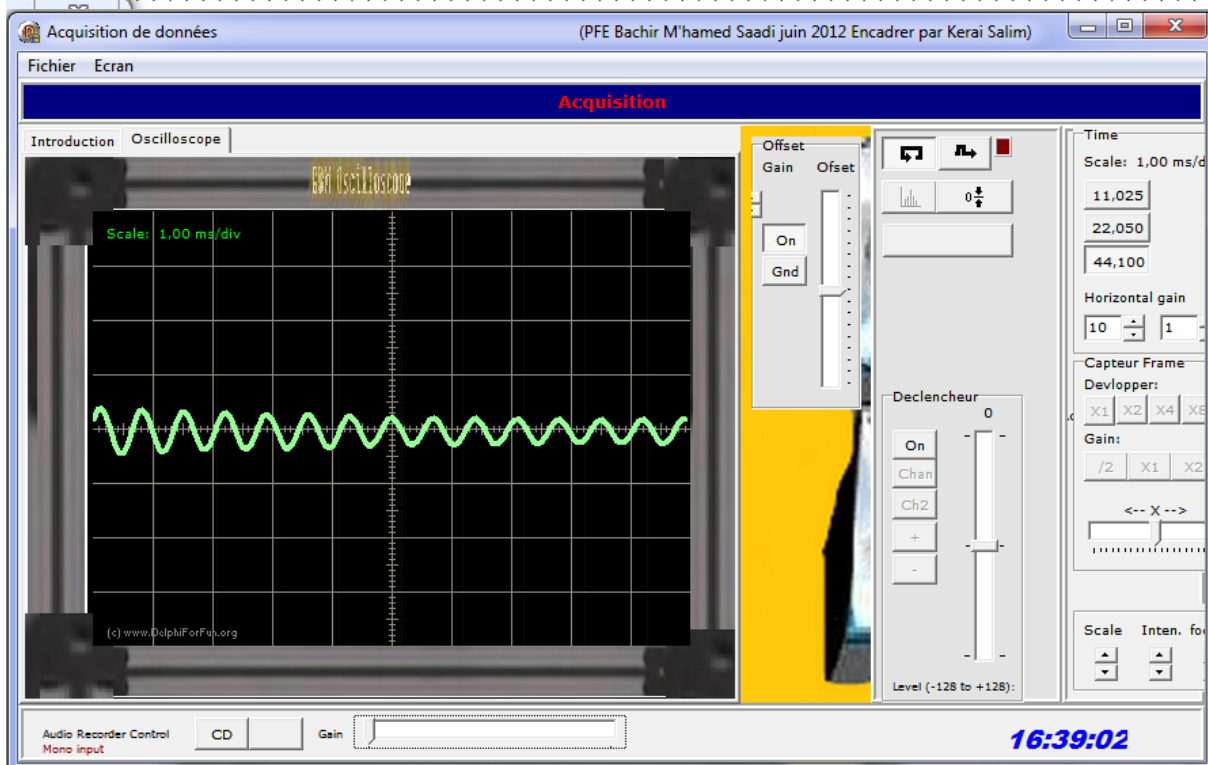 Acquisition de données (PFE Bachir M'hamed Saadi juin 2012 Encadrer par Kerai Salim)
Fichier Ecran
Acquisition
Introduction Oscilloscope
Oscilloscope
Scale: 1,00 ms/div
(c) www.DelphiForFun.org
Offset
Gain Ofset
On
Gnd
0
Declencheur
0
On
Chan
Ch2
+
-
Level (-128 to +128):
Time
Scale: 1,00 ms/d
11,025
22,050
44,100
Horizontal gain
10 1
Capteur Frame
Devlopper:
X1 X2 X4 X8
Gain:
2 X1 X2
<-- X -->
Scale Inten. fo
Audio Recorder Control
Mono input
CD
Gain
16:39:02